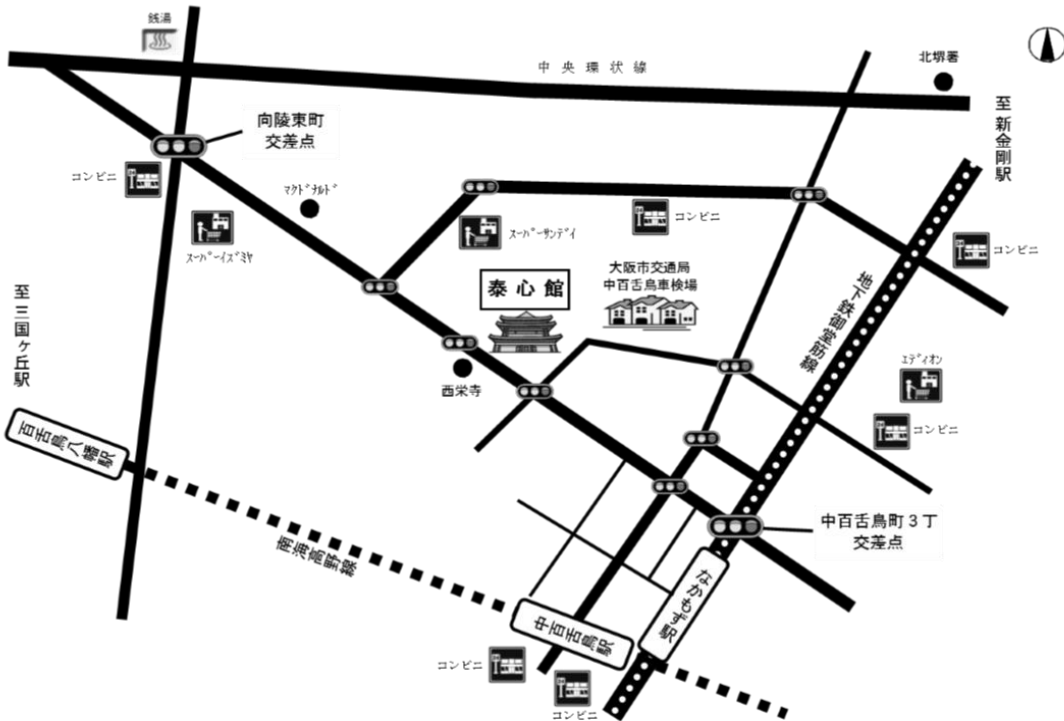 銭湯
中央環状線
北堺署
至新金剛駅
向陵東町
交差点
コンビニ
ﾏｸﾄﾞﾅﾙﾄﾞ
ｽｰﾊﾟｰｲｽﾞﾐﾔ
ｽｰﾊﾟｰｻﾝﾃﾞｲ
コンビニ
コンビニ
泰心館
大阪市交通局
中百舌鳥車検場
地下鉄御堂筋線
至三国ヶ丘駅
西栄寺
ｴﾃﾞｨｵﾝ
コンビニ
百舌鳥八幡駅
南海高野線
中百舌鳥町3丁
交差点
なかもず駅
中百舌鳥駅
コンビニ
コンビニ